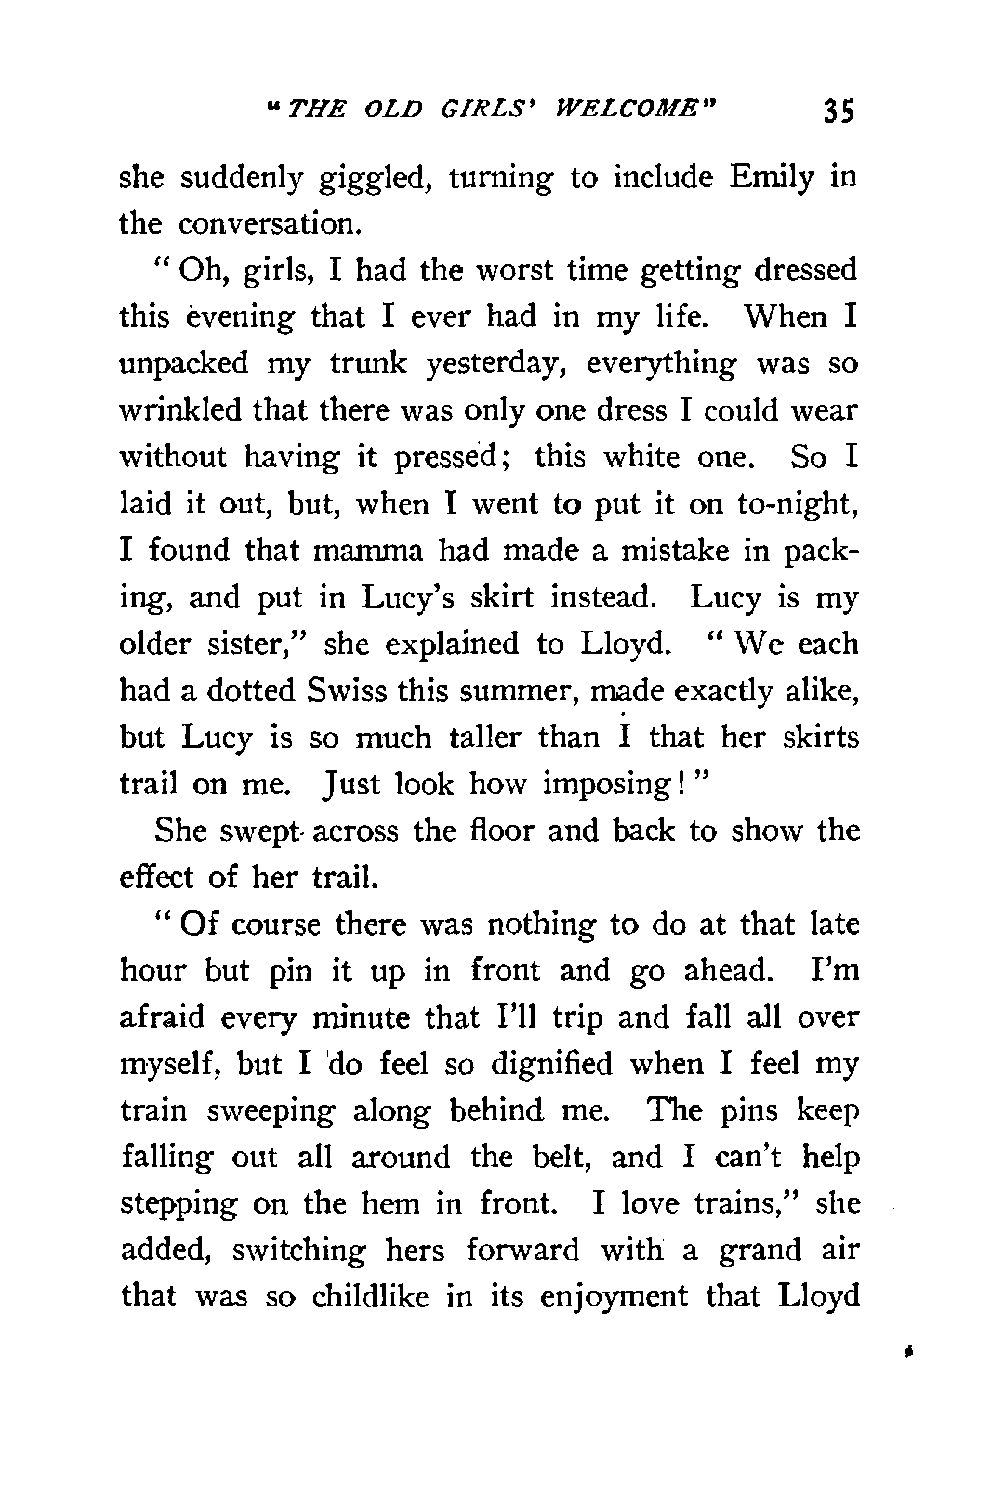 “ THE OLD GIRLS’ WELCOME” 35
she suddenly giggled, turning to include Emily in
the conversation.
“ Oh, girls, I had the worst time getting dressed
this evening that I ever had in my life. When I
unpacked my trunk yesterday, everything was so
wrinkled that there was only one dress I could wear
without having it pressed; this white one. So I
laid it out, but, when I went to put it on to-night,
I found that mamma had made a mistake in pack-
ing, and put in Lucy’s skirt instead. Lucy is my
older sister,” she explained to Lloyd. “ We each
had a dotted Swiss this summer, made exactly alike,
but Lucy is so much taller than I that her skirts
trail on me. Just look how imposing! ”
She swept across the floor and back to show the
effect of her trail.
“ Of course there was nothing to do at that late
hour but pin it up in front and go ahead. I’m
afraid every minute that I’ll trip and fall all over
myself, but I do feel so dignified when I feel my
train sweeping along behind me. The pins keep
falling out all around the belt, and I can’t help
stepping on the hem in front. I love trains,” she
added, switching hers forward with a grand air
that was so childlike in its enjoyment that Lloyd